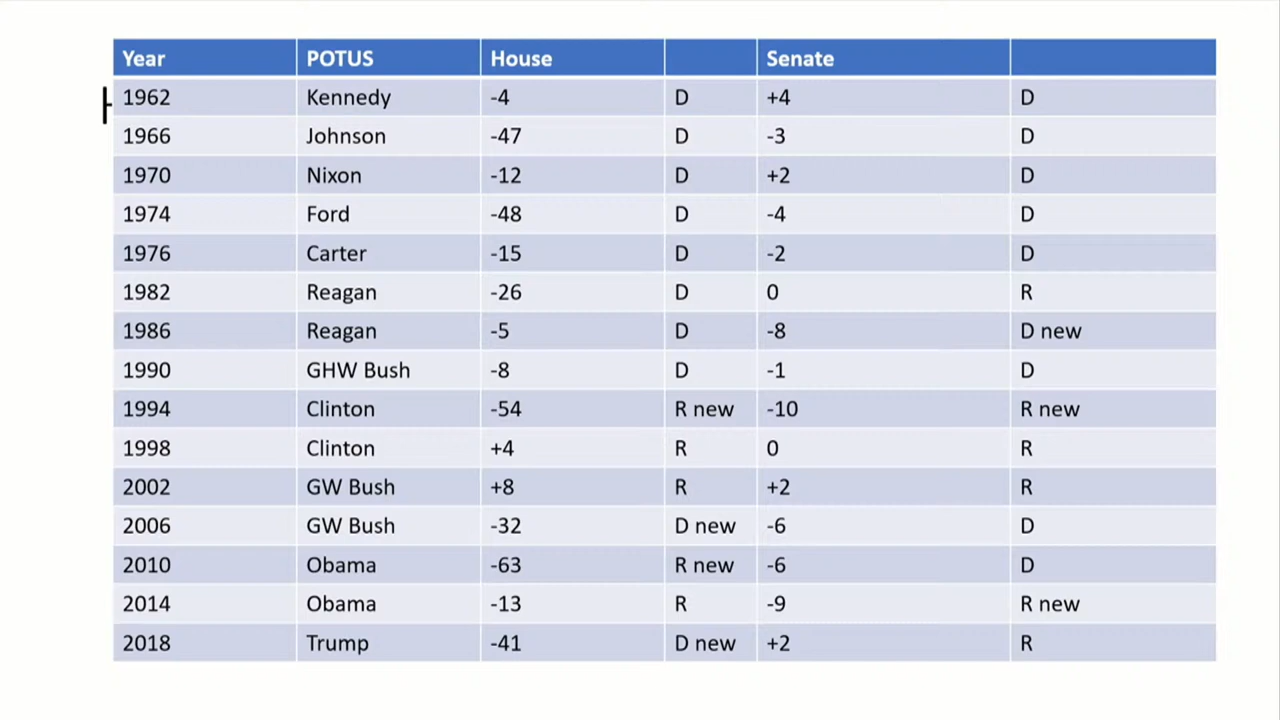 Year POTUS House Senate
1962 Kennedy -4 D +4 D
1966 Johnson -47 D -3 D
1970 Nixon -12 D +2 D
1974 Ford -48 D -4 D
1976 Carter -15 D -2 D
1982 Reagan -26 D 0 R
1986 Reagan -5 D -8 D new
1990 GHW Bush -8 D -1 D
1994 Clinton -54 R new -10 R new
1998 Clinton +4 R 0 R
2002 GW Bush +8 R +2 R
2006 GW Bush -32 D new -6 D
2010 Obama -63 R new -6 D
2014 Obama -13 R -9 R new
2018 Trump -41 D new +2 R